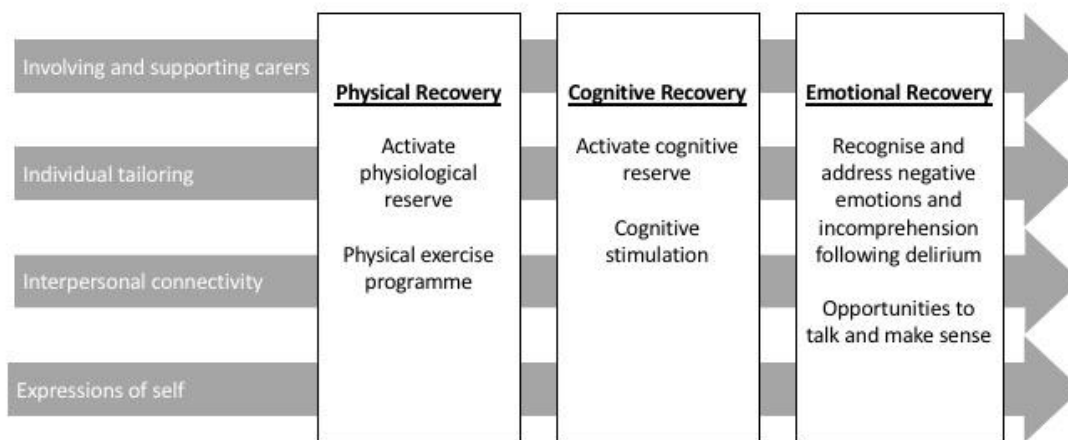 Involving and supporting carers
Individual tailoring
Interpersonal connectivity
Expressions of self
Physical Recovery
Activate
physiological
reserve
Physical exercise
programme
Cognitive Recovery
Activate cognitive
reserve
Cognitive
stimulation
Emotional Recovery
Recognise and
address negative
emotions and
incomprehension
following delirium
Opportunities to
talk and make sense